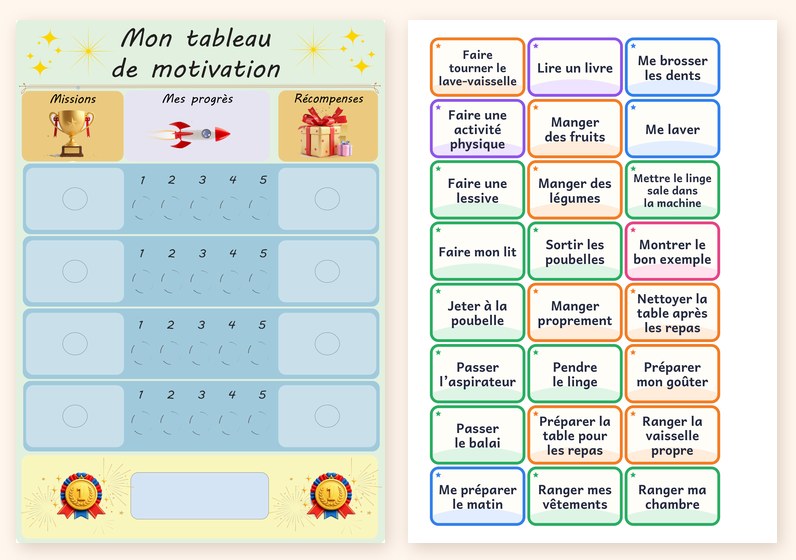 Mon tableau
de motivation
Missions
Mes progrès
Récompenses
1 2 3 4 5
1 2 3 4 5
1 2 3 4 5
1 2 3 4 5
1
1
Faire
tourner le
lave-vaisselle
Lire un livre
Me brosser
les dents
Faire une
activité
physique
Manger
des fruits
Me laver
Faire une
lessive
Manger des
légumes
Mettre le linge
sale dans
la machine
Faire mon lit
Sortir les
poubelles
Montrer le
bon exemple
Jeter à la
poubelle
Manger
proprement
Nettoyer la
table après
les repas
Passer
l'aspirateur
Pendre
le linge
Préparer
mon goûter
Passer
le balai
Préparer la
table pour
les repas
Ranger la
vaisselle
propre
Me préparer
le matin
Ranger mes
vêtements
Ranger ma
chambre